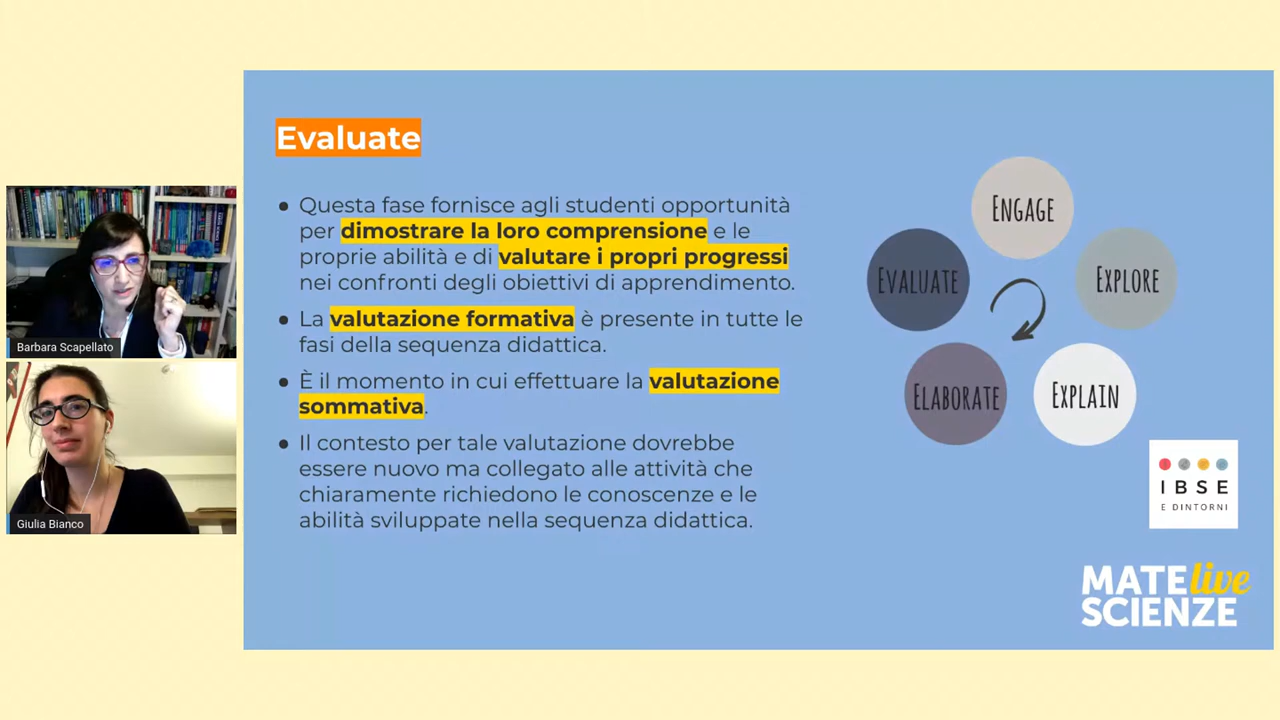 Evaluate
Questa fase fornisce agli studenti opportunità
per dimostrare la loro comprensione e le
proprie abilità e di valutare i propri progressi
nei confronti degli obiettivi di apprendimento.
La valutazione formativa è presente in tutte le
fasi della sequenza didattica.
È il momento in cui effettuare la valutazione
sommativa.
Il contesto per tale valutazione dovrebbe
essere nuovo ma collegato alle attività che
chiaramente richiedono le conoscenze e le
abilità sviluppate nella sequenza didattica.
ENGAGE
EXPLORE
EXPLAIN
ELABORATE
EVALUATE
IBSE
E DINTORNI
MATE live
SCIENZE
Barbara Scapellato
Giulia Bianco